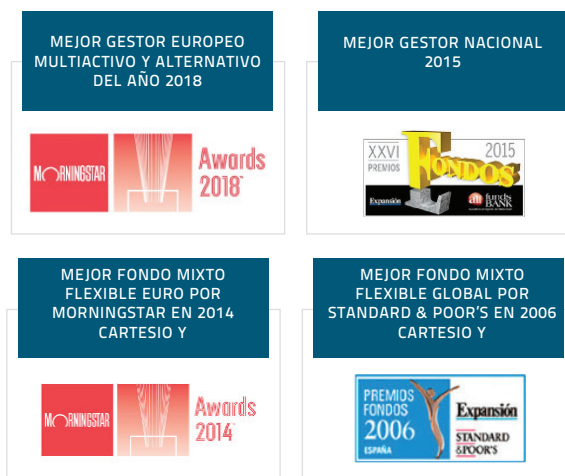 MEJOR GESTOR EUROPEO
MULTIACTIVO Y ALTERNATIVO
DEL AÑO 2018
MORNINGSTAR
Awards
2018
MEJOR GESTOR NACIONAL
2015
XXVI
PREMIOS
FONDOS
2015
Expansión
allfunds
BANK
MEJOR FONDO MIXTO
FLEXIBLE EURO POR
MORNINGSTAR EN 2014
CARTESIO Y
MORNINGSTAR
Awards
2014
MEJOR FONDO MIXTO
FLEXIBLE GLOBAL POR
STANDARD & POOR'S EN 2006
CARTESIO Y
PREMIOS
FONDOS
2006
ESPAÑA
Expansión
STANDARD
&POOR'S